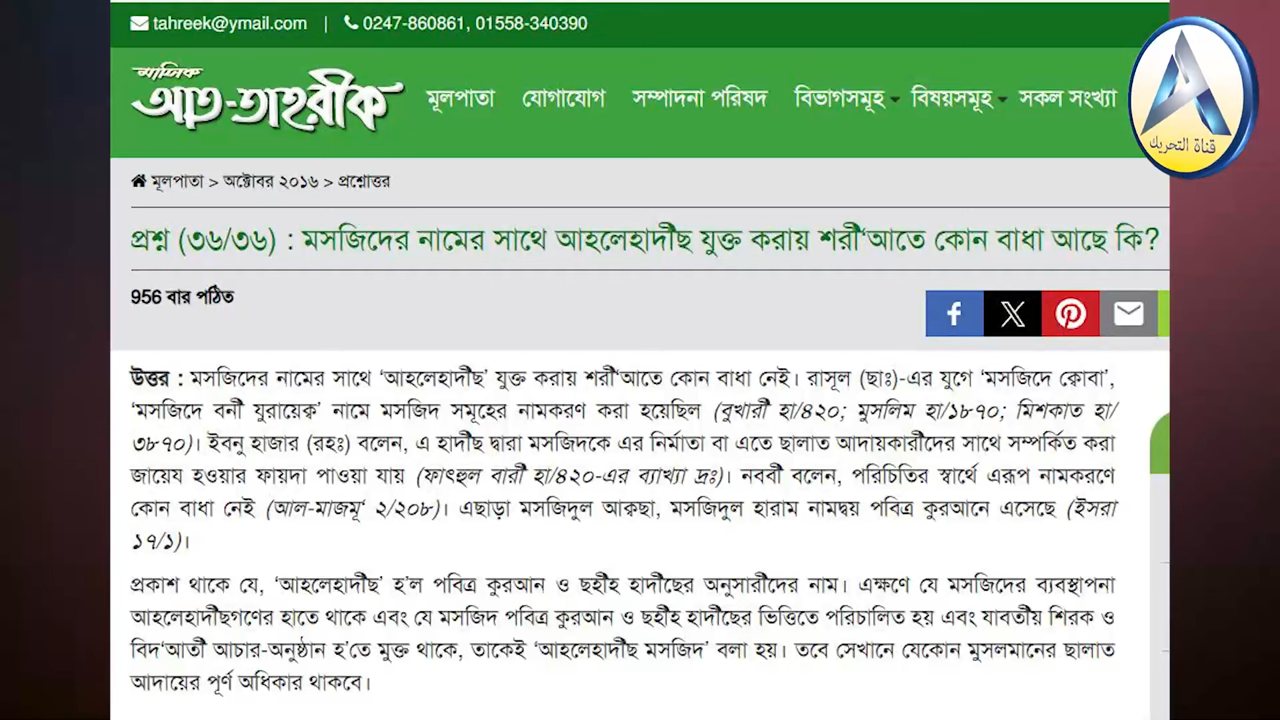 tahreek@ymail.com | 0247-860861, 01558-340390
মাসিক
আত-তাহরীক
মূলপাতা যোগাযোগ সম্পাদনা পরিষদ বিভাগসমূহ বিষয়সমূহ সকল সংখ্যা
قناة التحريك
মূলপাতা > অক্টোবর ২০১৬ > প্রশ্নোত্তর
প্রশ্ন (৩৬/৩৬) : মসজিদের নামের সাথে আহলেহাদীছ যুক্ত করায় শরী‘আতে কোন বাধা আছে কি?
956 বার পঠিত
উত্তর : মসজিদের নামের সাথে ‘আহলেহাদীছ’ যুক্ত করায় শরী‘আতে কোন বাধা নেই। রাসূল (ছাঃ)-এর যুগে ‘মসজিদে ক্বোবা’,
‘মসজিদে বনী যুরায়েক্ব’ নামে মসজিদ সমূহের নামকরণ করা হয়েছিল (বুখারী হা/৪২০; মুসলিম হা/১৮৭০; মিশকাত হা/
৩৮৭০)। ইবনু হাজার (রহঃ) বলেন, এ হাদীছ দ্বারা মসজিদকে এর নির্মাতা বা এতে ছালাত আদায়কারীদের সাথে সম্পর্কিত করা
জায়েয হওয়ার ফায়দা পাওয়া যায় (ফাৎহুল বারী হা/৪২০-এর ব্যাখ্যা দ্রঃ)। নববী বলেন, পরিচিতির স্বার্থে এরূপ নামকরণে
কোন বাধা নেই (আল-মাজমূ‘ ২/২০৮)। এছাড়া মসজিদুল আক্বছা, মসজিদুল হারাম নামদ্বয় পবিত্র কুরআনে এসেছে (ইসরা
১৭/১)।
প্রকাশ থাকে যে, ‘আহলেহাদীছ’ হ’ল পবিত্র কুরআন ও ছহীহ হাদীছের অনুসারীদের নাম। এক্ষণে যে মসজিদের ব্যবস্থাপনা
আহলেহাদীছগণের হাতে থাকে এবং যে মসজিদ পবিত্র কুরআন ও ছহীহ হাদীছের ভিত্তিতে পরিচালিত হয় এবং যাবতীয় শিরক ও
বিদ‘আতী আচার-অনুষ্ঠান হ’তে মুক্ত থাকে, তাকেই ‘আহলেহাদীছ মসজিদ’ বলা হয়। তবে সেখানে যেকোন মুসলমানের ছালাত
আদায়ের পূর্ণ অধিকার থাকবে।